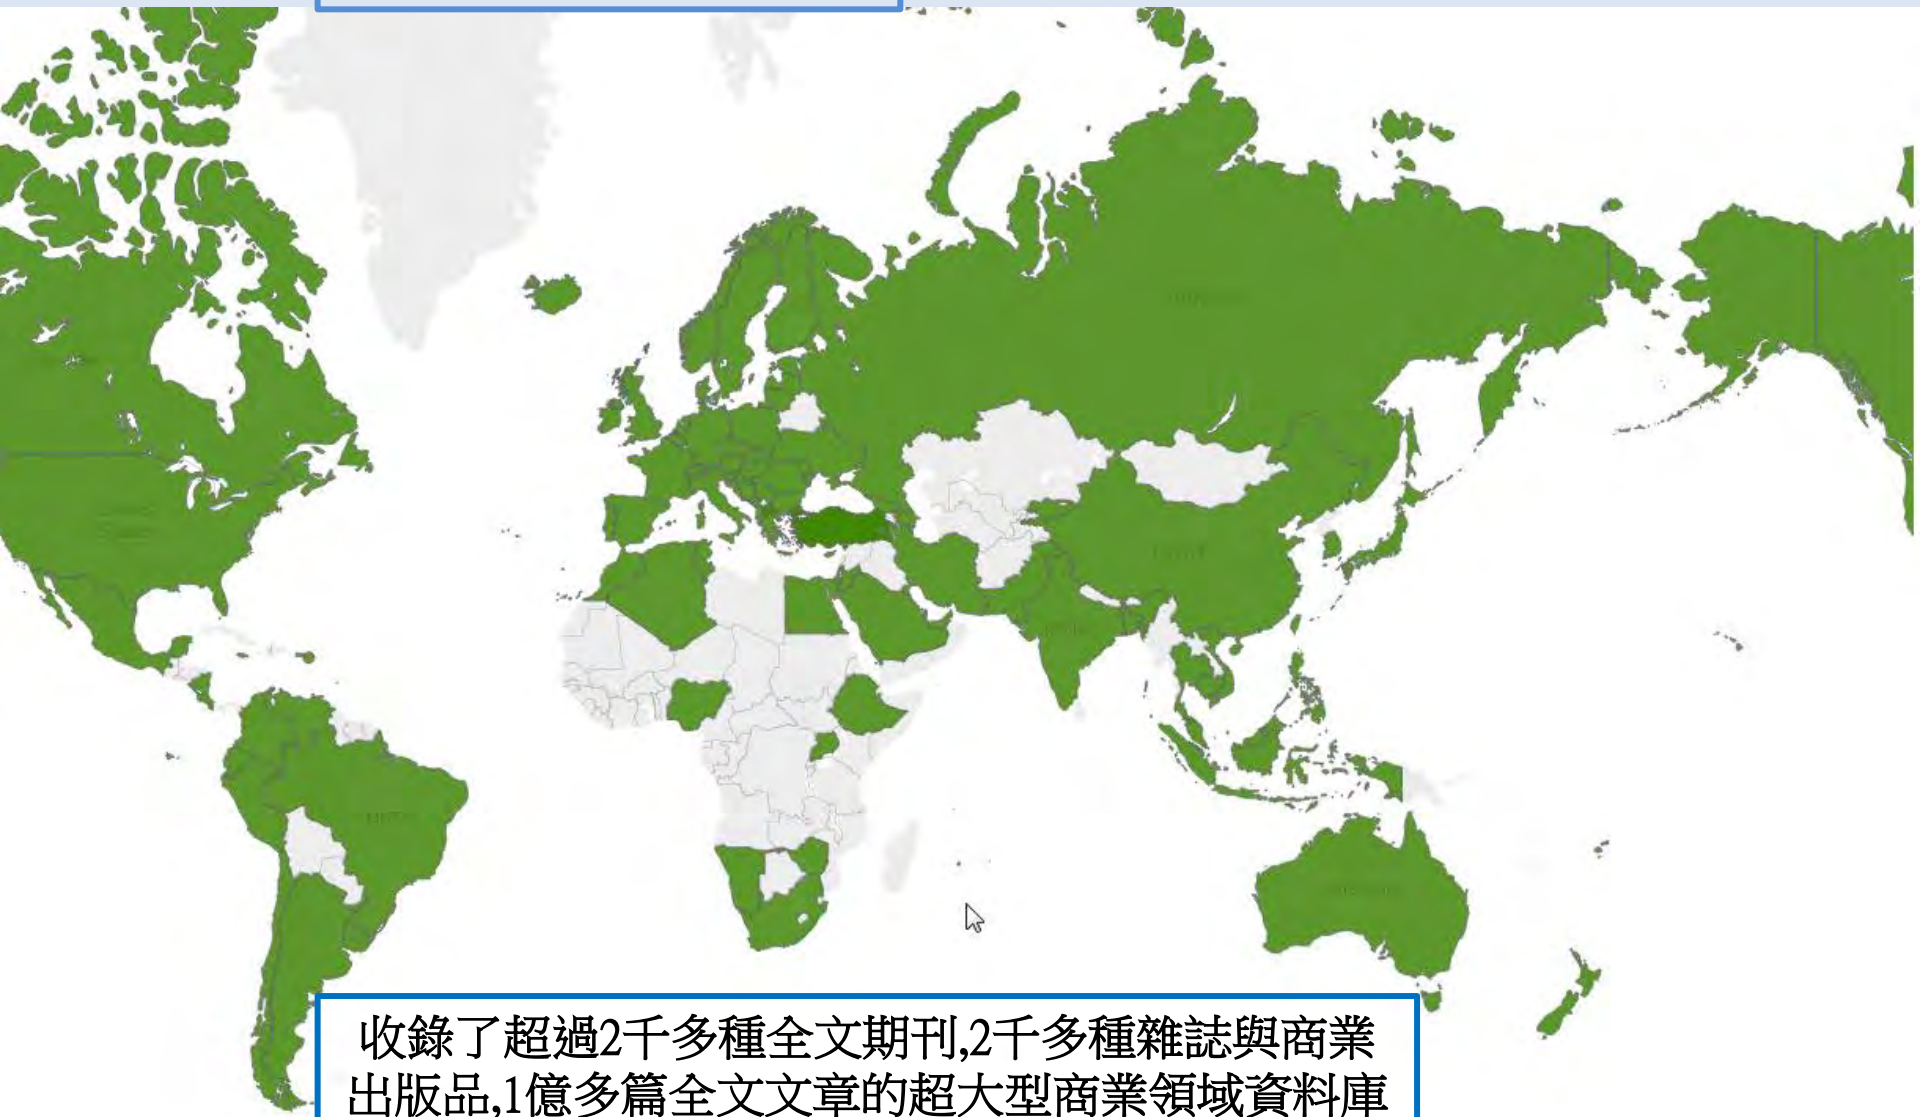 收錄了超過2千多種全文期刊,2千多種雜誌與商業
出版品,1億多篇全文文章的超大型商業領域資料庫